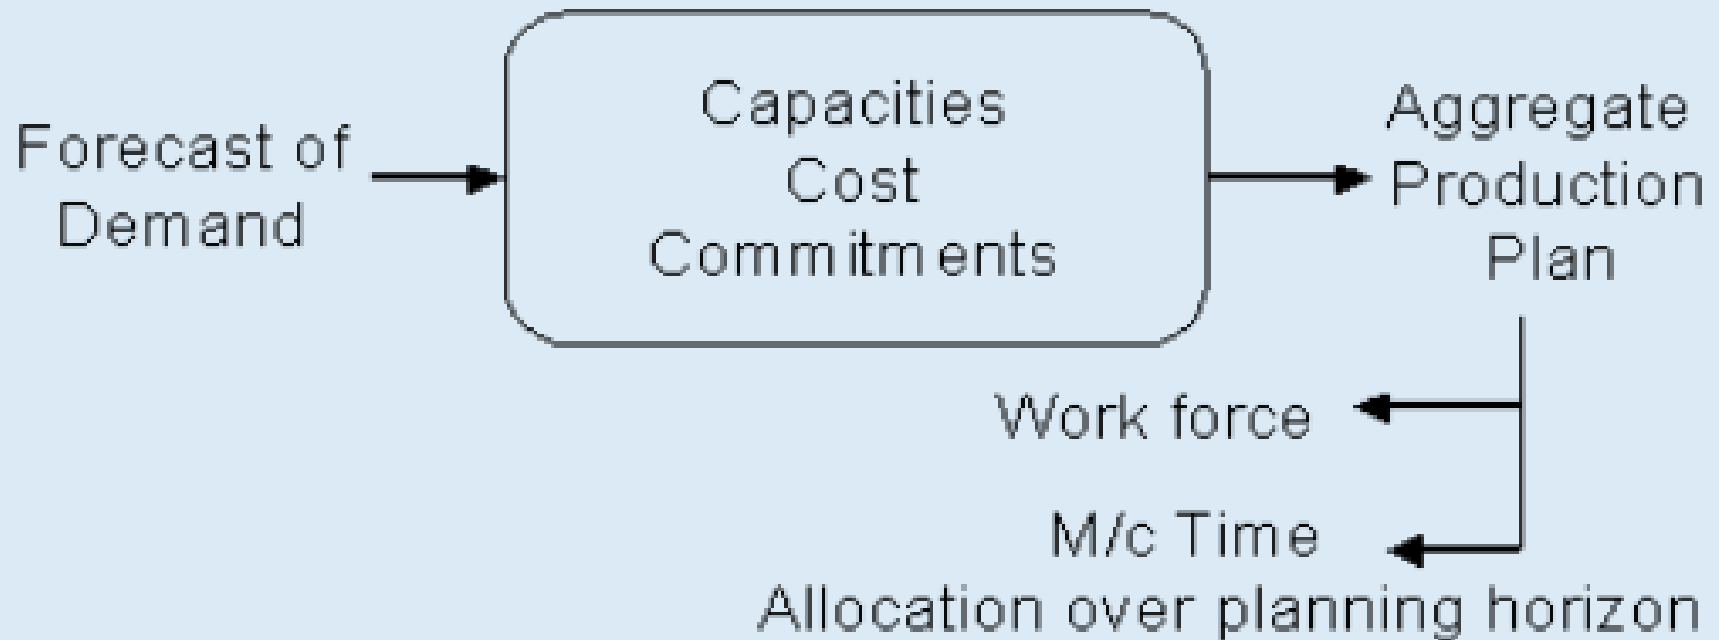 Forecast of
Demand
Capacities
Cost
Commitments
Aggregate
Production
Plan
Work force
M/c Time
Allocation over planning horizon